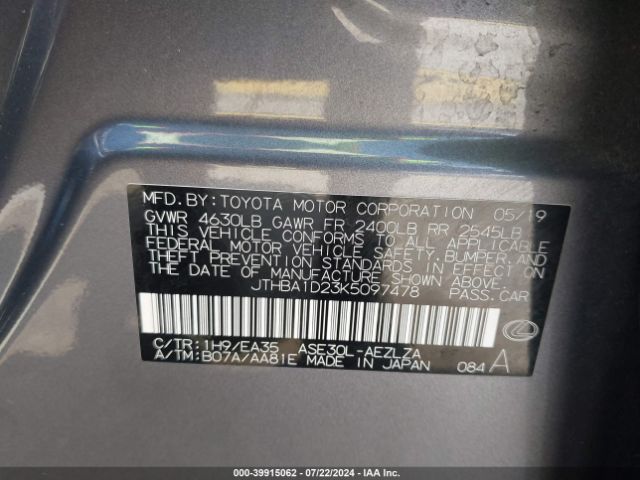 MFD. BY: TOYOTA MOTOR CORPORATION 05/19
GVWR 4630LB GAWR FR 2400LB RR 2545LB
THIS VEHICLE CONFORMS TO ALL APPLICABLE
FEDERAL MOTOR VEHICLE SAFETY, BUMPER, AND
THEFT PREVENTION STANDARDS IN EFFECT ON
THE DATE OF MANUFACTURE SHOWN ABOVE.
JTHBA1D23K5097478 PASS. CAR
C/TR: 1H9/EA35 ASE30L-AEZLZA
A/TM: B07A/AA81E MADE IN JAPAN 084 A
000-39915062 / 07/22/2024 / IAAI.COM